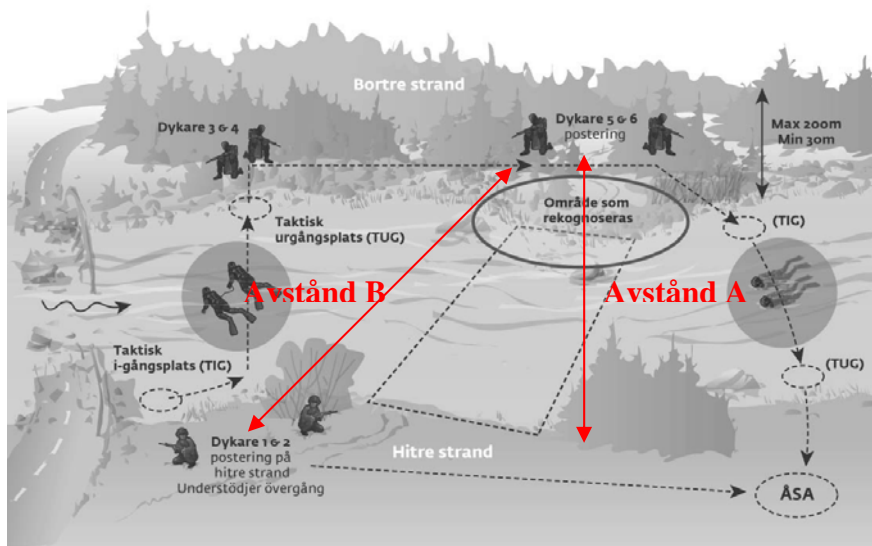 Bortre strand
Dykare 3 & 4
Dykare 5 & 6
postering
Max 200m
Min 30m
Område som
rekognoseras
Taktisk
urgångsplats (TUG)
(TIG)
Avstånd B
Avstånd A
Taktisk
i-gångsplats (TIG)
(TUG)
Dykare 1 & 2
postering på
hitre strand
Understödjer övergång
Hitre strand
ÅSA